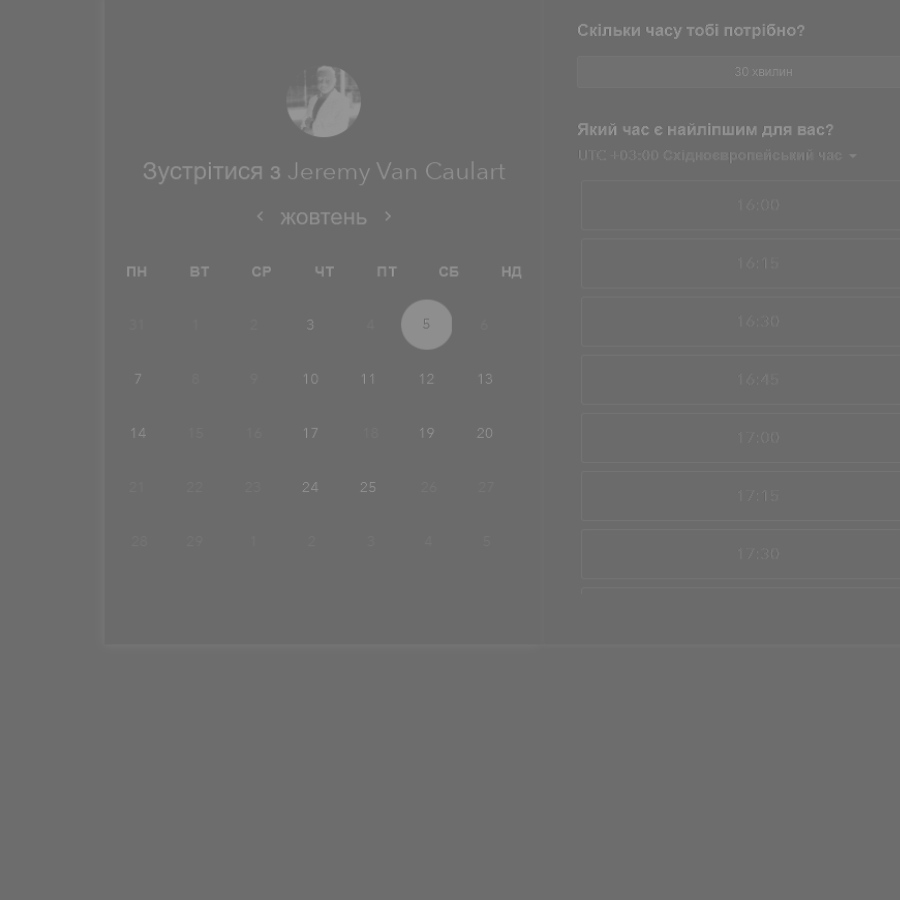 Зустрітися з Jeremy Van Caulart
жовтень
ПН ВТ СР ЧТ ПТ СБ НД
31 1 2 3 4 5 6
7 8 9 10 11 12 13
14 15 16 17 18 19 20
21 22 23 24 25 26 27
28 29 1 2 3 4 5
Скільки часу тобі потрібно?
30 хвилин
Який час є найліпшим для вас?
UTC +03:00 Східноєвропейський час
16:00
16:15
16:30
16:45
17:00
17:15
17:30